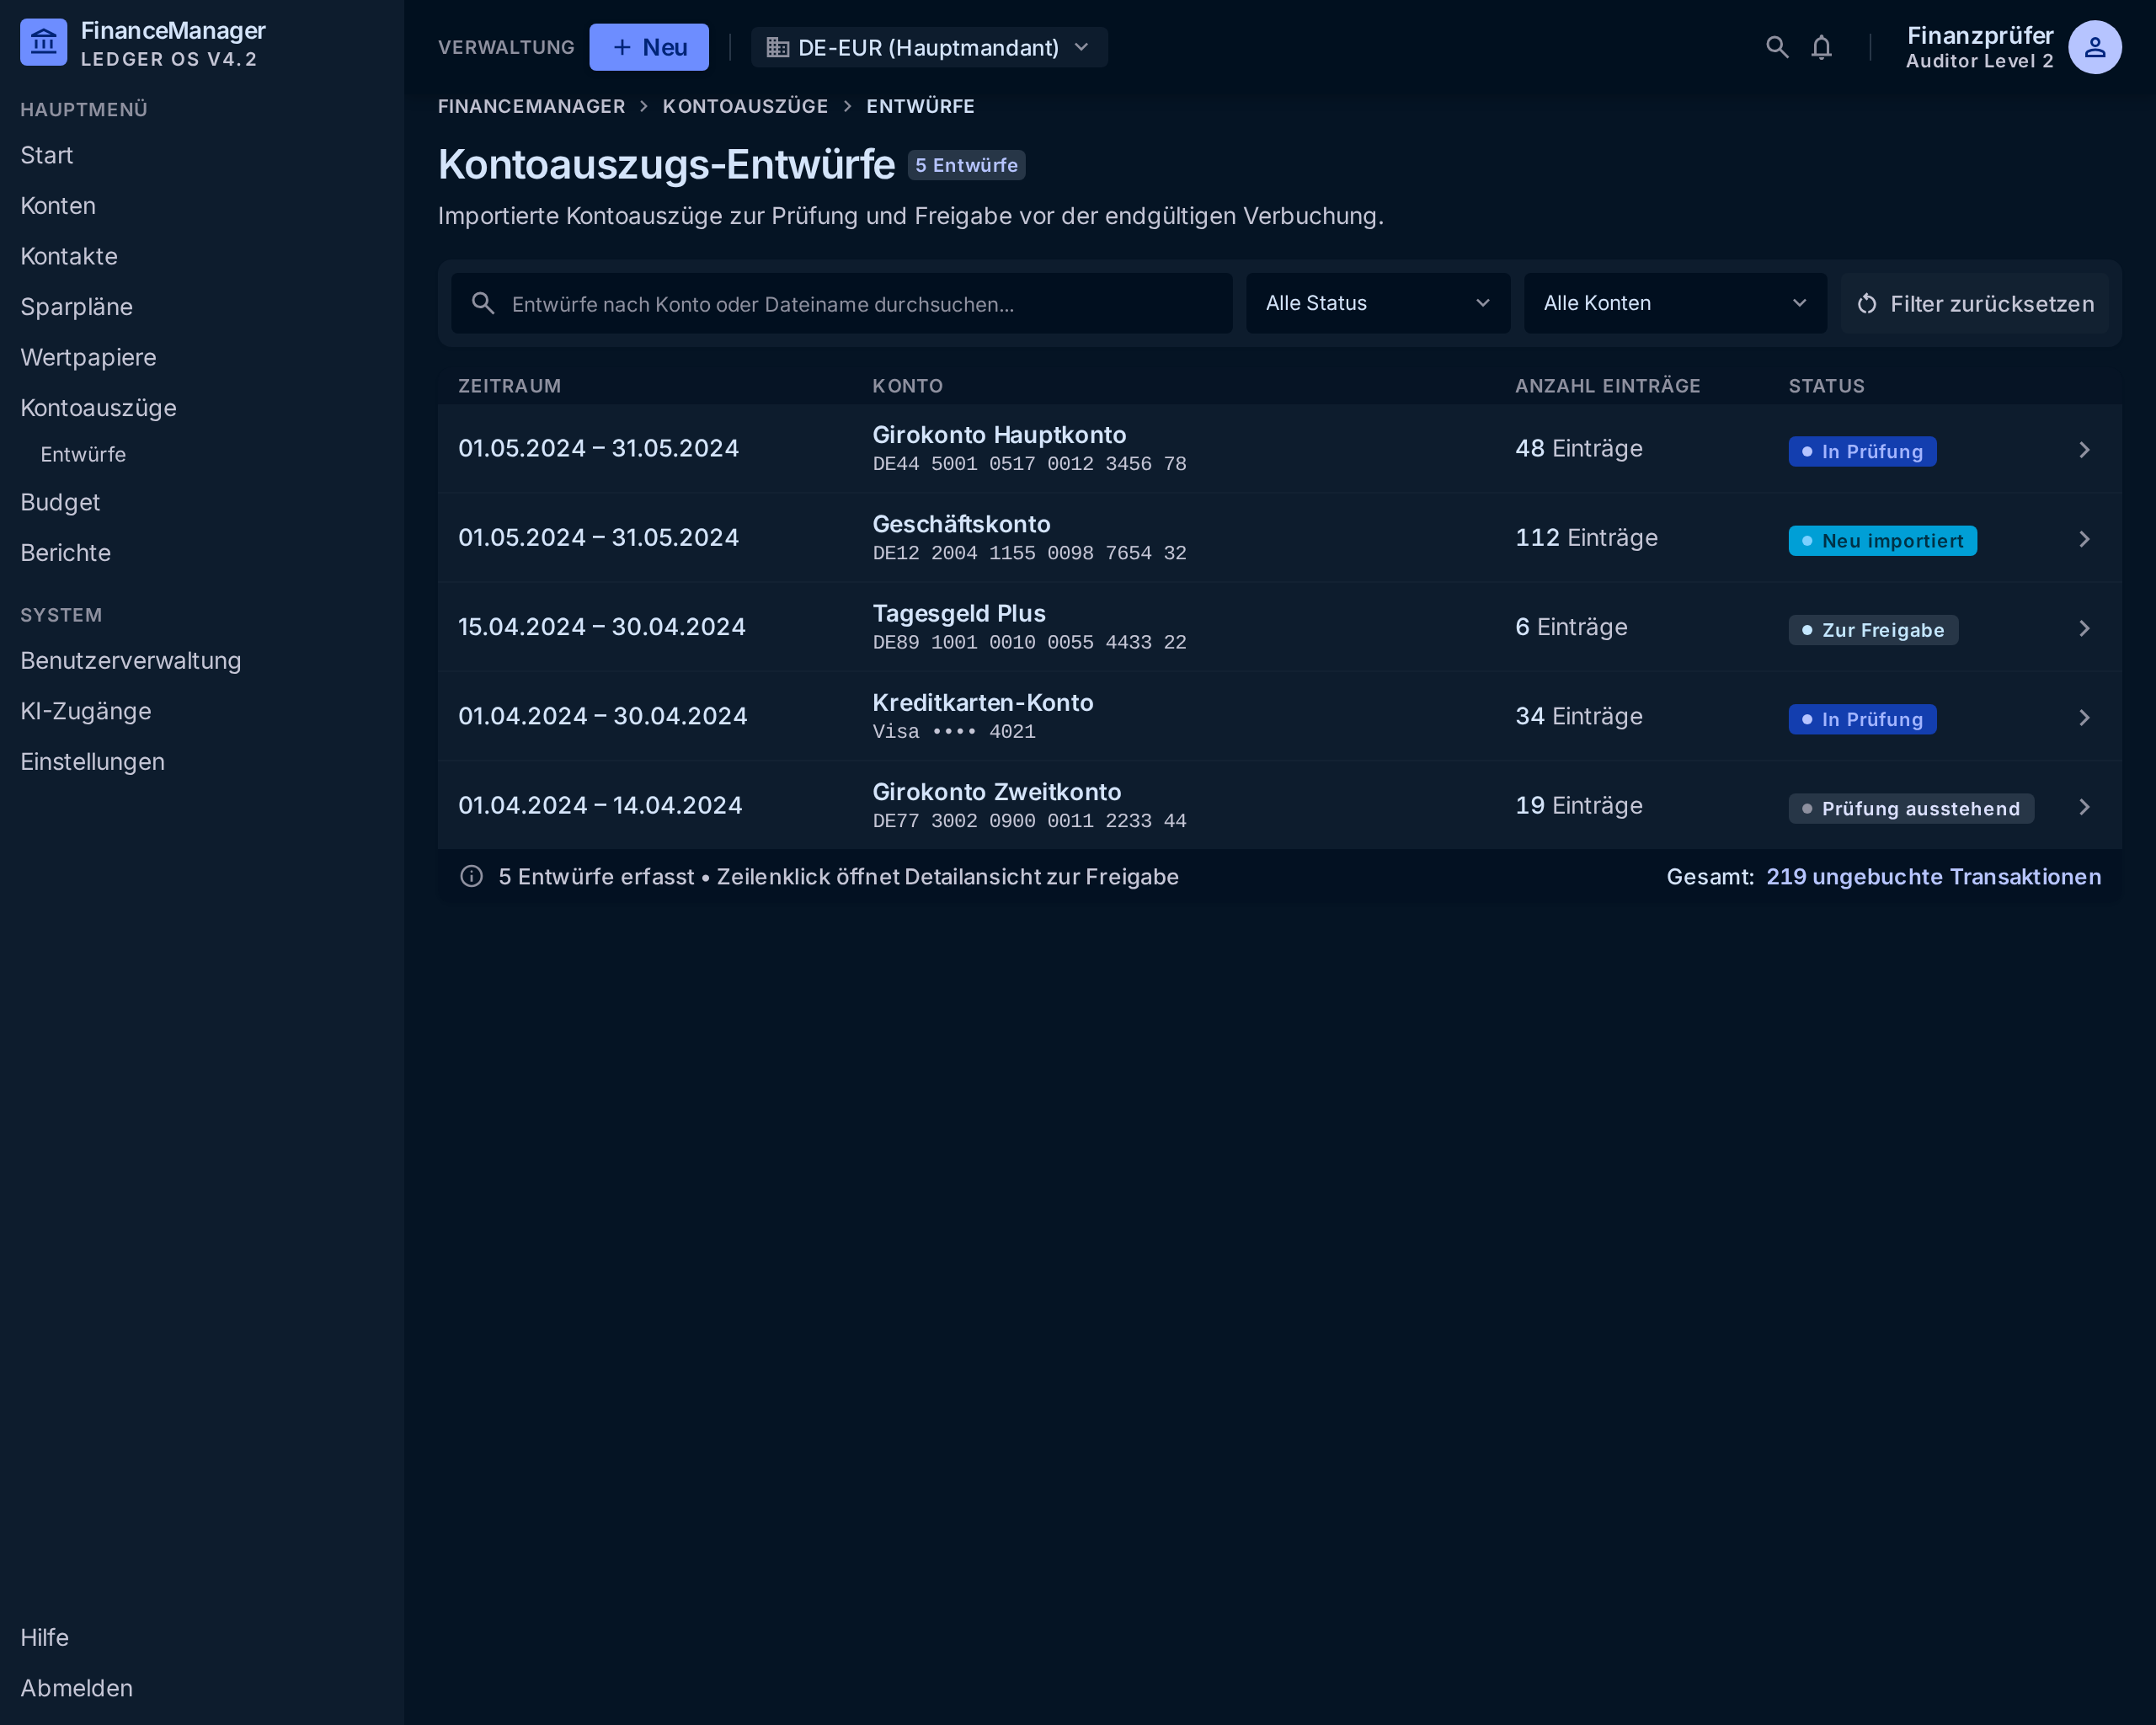 FinanceManager
LEDGER OS V4.2
HAUPTMENÜ
Start
Konten
Kontakte
Sparpläne
Wertpapiere
Kontoauszüge
Entwürfe
Budget
Berichte
SYSTEM
Benutzerverwaltung
KI-Zugänge
Einstellungen
Hilfe
Abmelden
VERWALTUNG
Neu
DE-EUR (Hauptmandant)
Finanzprüfer
Auditor Level 2
FINANCEMANAGER > KONTOAUSZÜGE > ENTWÜRFE
Kontoauszugs-Entwürfe 5 Entwürfe
Importierte Kontoauszüge zur Prüfung und Freigabe vor der endgültigen Verbuchung.
Entwürfe nach Konto oder Dateiname durchsuchen...
Alle Status
Alle Konten
Filter zurücksetzen
ZEITRAUM KONTO ANZAHL EINTRÄGE STATUS
01.05.2024 – 31.05.2024
Girokonto Hauptkonto
DE44 5001 0517 0012 3456 78
48 Einträge
In Prüfung
01.05.2024 – 31.05.2024
Geschäftskonto
DE12 2004 1155 0098 7654 32
112 Einträge
Neu importiert
15.04.2024 – 30.04.2024
Tagesgeld Plus
DE89 1001 0010 0055 4433 22
6 Einträge
Zur Freigabe
01.04.2024 – 30.04.2024
Kreditkarten-Konto
Visa •••• 4021
34 Einträge
In Prüfung
01.04.2024 – 14.04.2024
Girokonto Zweitkonto
DE77 3002 0900 0011 2233 44
19 Einträge
Prüfung ausstehend
5 Entwürfe erfasst • Zeilenklick öffnet Detailansicht zur Freigabe
Gesamt: 219 ungebuchte Transaktionen